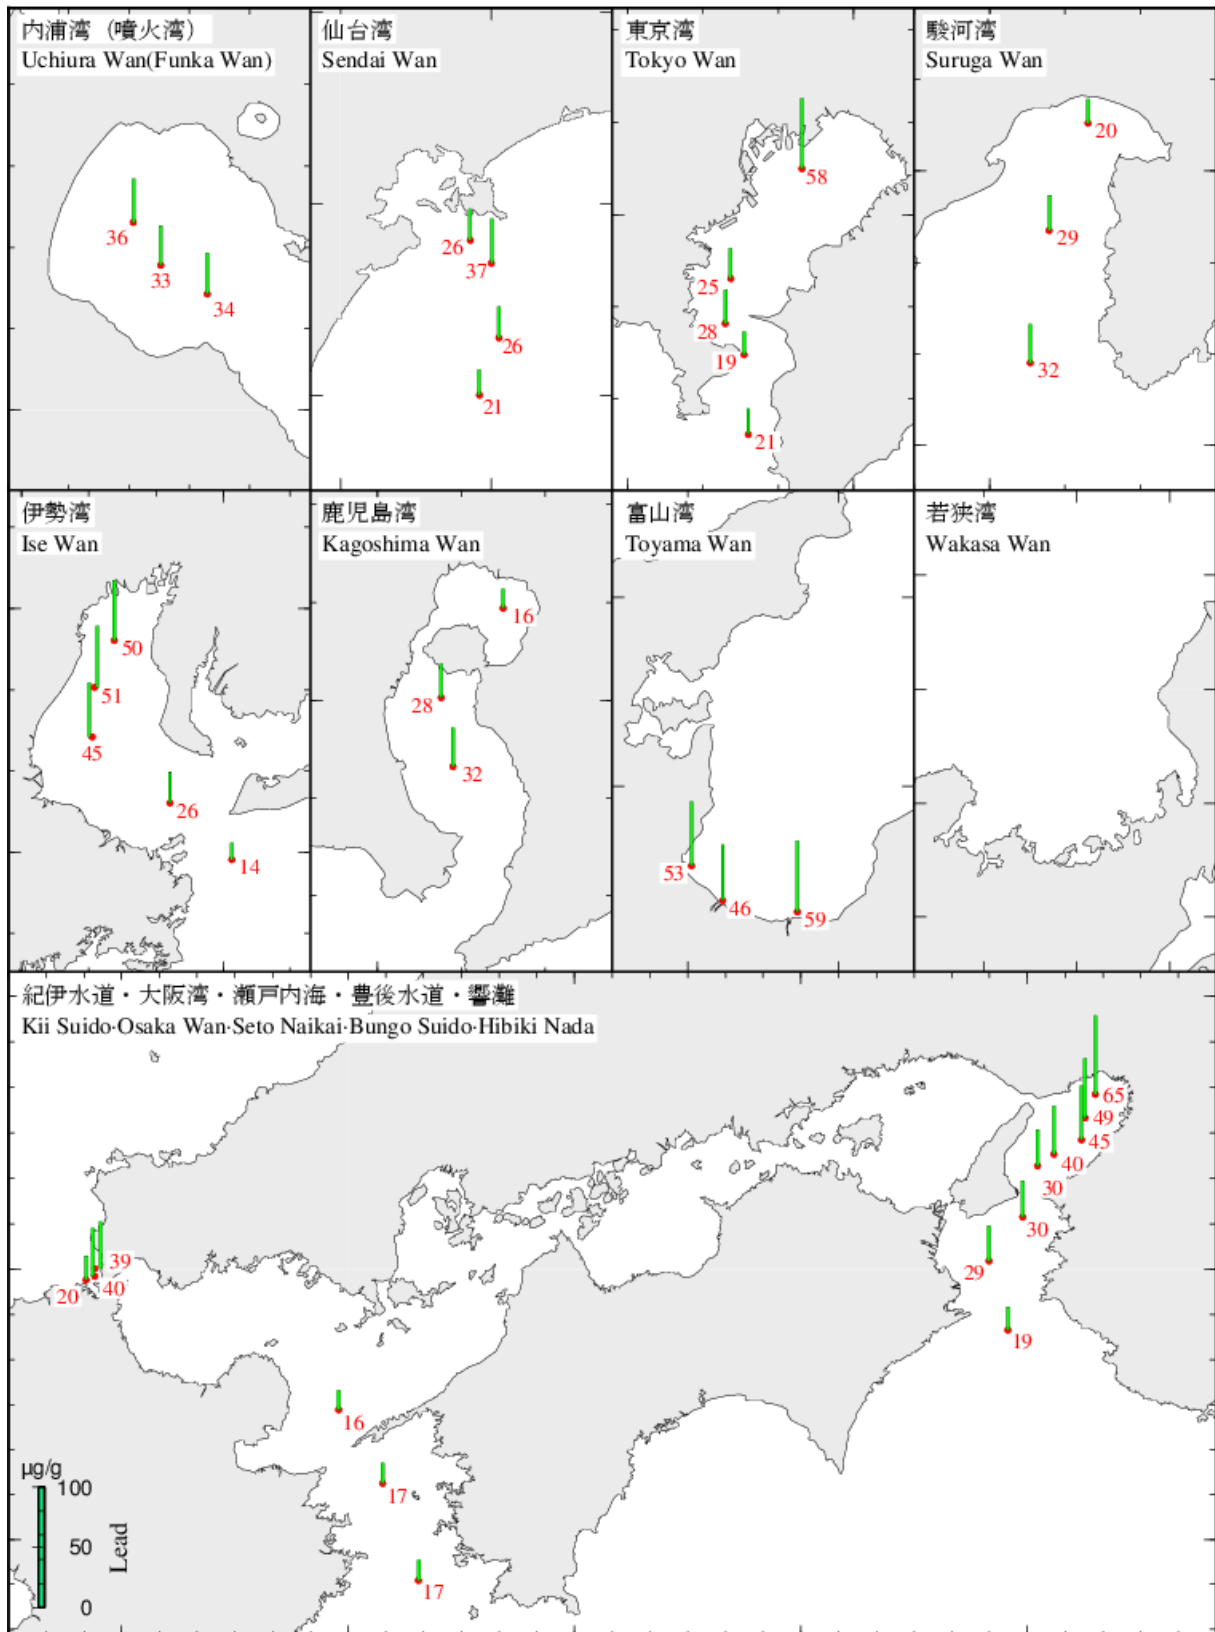 内浦湾（噴火湾）
Uchiura Wan(Funka Wan)
36
33
34
仙台湾
Sendai Wan
26
37
26
21
東京湾
Tokyo Wan
58
25
28
19
21
駿河湾
Suruga Wan
20
29
32
伊勢湾
Ise Wan
50
51
45
26
14
鹿児島湾
Kagoshima Wan
16
28
32
富山湾
Toyama Wan
53
46
59
若狭湾
Wakasa Wan
紀伊水道・大阪湾・瀬戸内海・豊後水道・響灘
Kii Suido·Osaka Wan·Seto Naikai·Bungo Suido·Hibiki Nada
65
49
45
40
30
30
29
19
39
40
20
16
17
17
µg/g
100
50
0
Lead